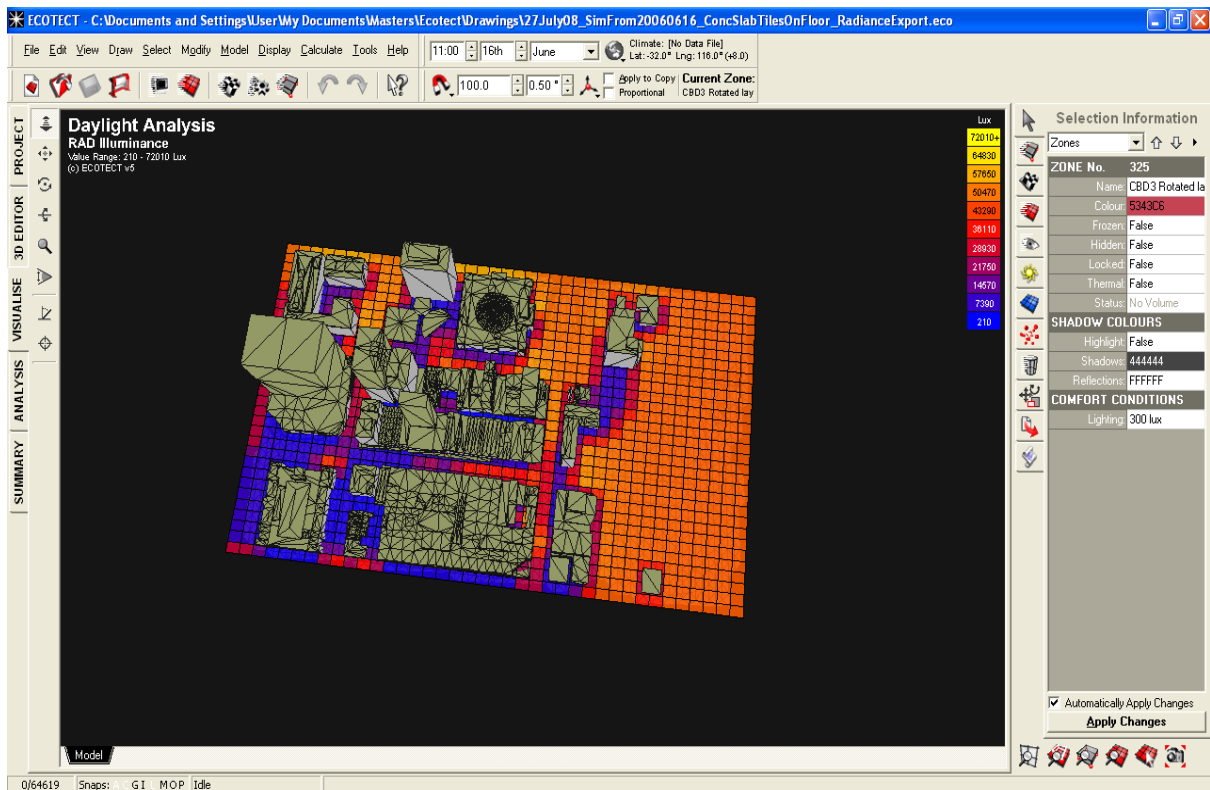 ECOTECT - C:\Documents and Settings\User\My Documents\Masters\Ecotect\Drawings\27July08_SimFrom20060616_ConcSlabTilesOnFloor_RadianceExport.eco
File Edit View Draw Select Modify Model Display Calculate Tools Help
11:00 16th June
Climate: [No Data File]
Lat: -32.0° Lng: 116.0° (+8.0)
100.0 0.50°
Apply to Copy
Proportional
Current Zone:
CBD3 Rotated lay
PROJECT
3D EDITOR
VISUALISE
ANALYSIS
SUMMARY
Daylight Analysis
RAD Illuminance
Value Range: 210 - 72010 Lux
(c) ECOTECT v5
Lux
72010+
64830
57650
50470
43290
36110
28930
21750
14570
7390
210
Selection Information
Zones
ZONE No. 325
Name: CBD3 Rotated la
Colour: 5343C6
Frozen: False
Hidden: False
Locked: False
Thermal: False
Status: No Volume
SHADOW COLOURS
Highlight: False
Shadows: 444444
Reflections: FFFFFF
COMFORT CONDITIONS
Lighting: 300 lux
Automatically Apply Changes
Apply Changes
Model
0/64619 Snaps: A C G I L M O P Idle